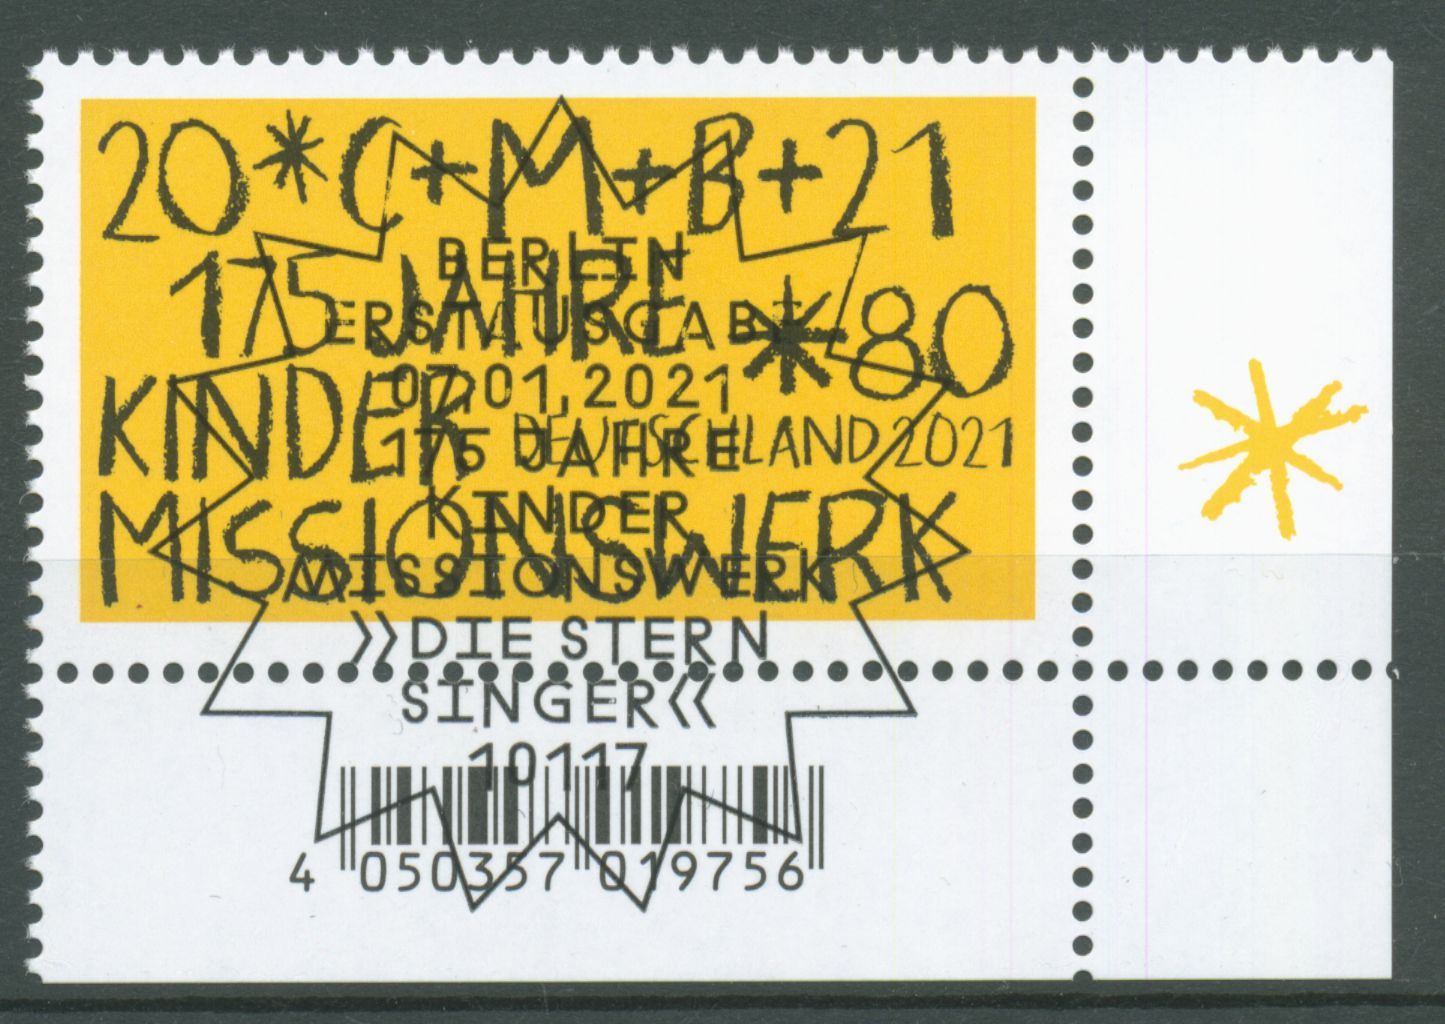 20*C+M+B+21
175 JAHRE *80
KINDER DEUTSCHLAND 2021
MISSIONSWERK
BERLIN
ERSTAUSGABE
07.01.2021
175 JAHRE
KINDER
MISSIONSWERK
»DIE STERN
SINGER«
10117
4 050357 019756